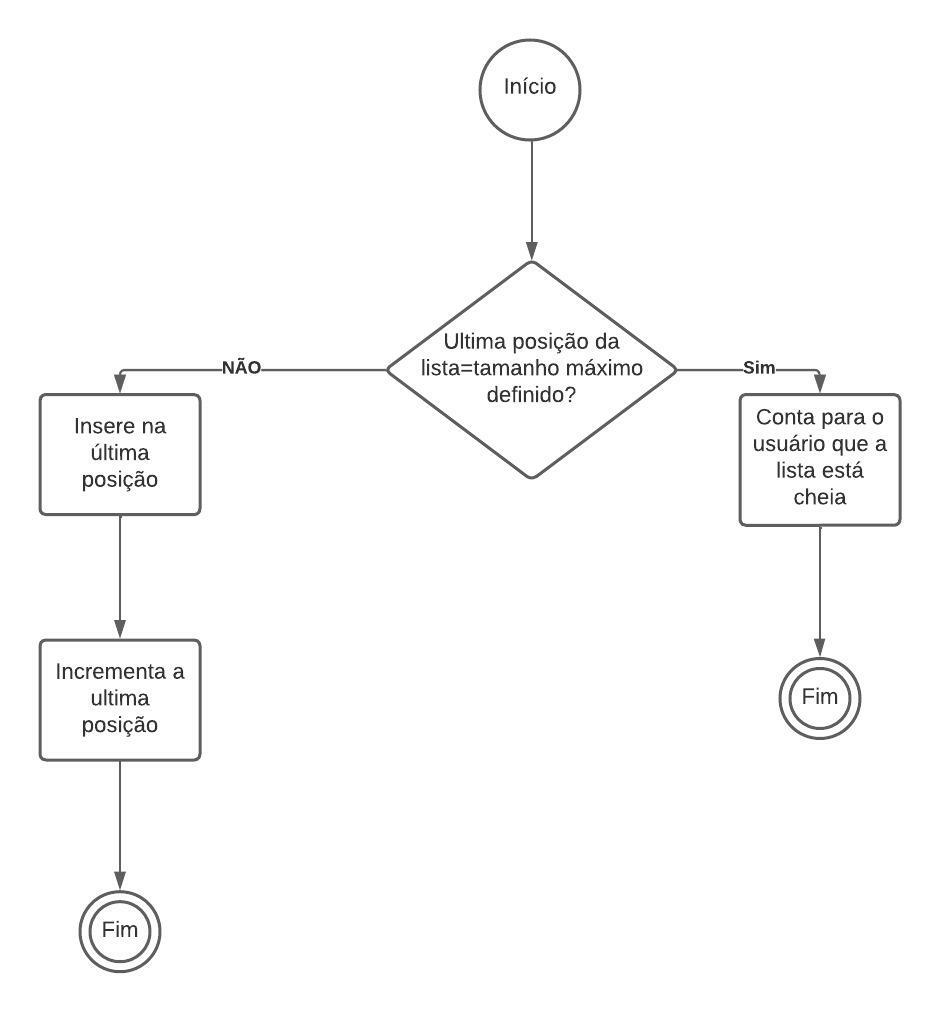 Início
Ultima posição da
lista=tamanho máximo
definido?
NÃO
Sim
Insere na
última
posição
Conta para o
usuário que a
lista está
cheia
Incrementa a
ultima
posição
Fim
Fim